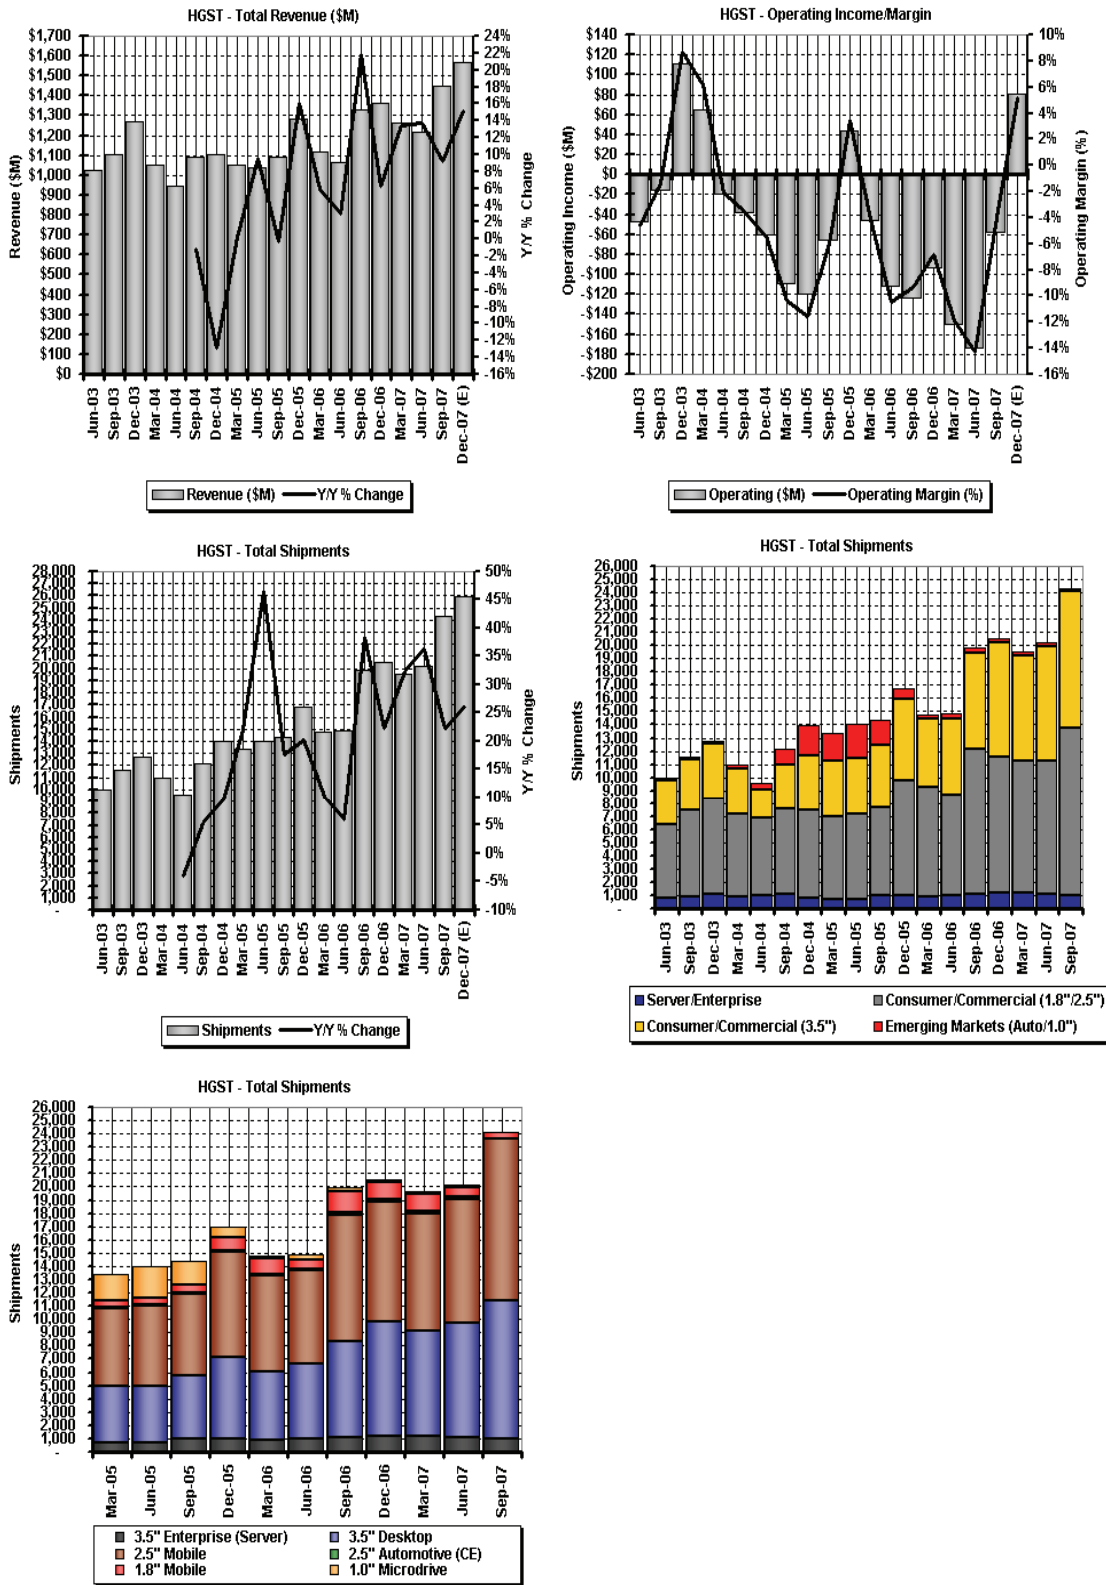 HGST - Total Revenue ($M)
$1,700
$1,600
$1,500
$1,400
$1,300
$1,200
$1,100
$1,000
$900
$800
$700
$600
$500
$400
$300
$200
$100
$0
Revenue ($M)
24%
22%
20%
18%
16%
14%
12%
10%
8%
6%
4%
2%
0%
-2%
-4%
-6%
-8%
-10%
-12%
-14%
-16%
Y/Y % Change
Jun-03
Sep-03
Dec-03
Mar-04
Jun-04
Sep-04
Dec-04
Mar-05
Jun-05
Sep-05
Dec-05
Mar-06
Jun-06
Sep-06
Dec-06
Mar-07
Jun-07
Sep-07
Dec-07 (E)
Revenue ($M)
Y/Y % Change
HGST - Operating Income/Margin
$140
$120
$100
$80
$60
$40
$20
$0
-$20
-$40
-$60
-$80
-$100
-$120
-$140
-$160
-$180
-$200
Operating Income ($M)
10%
8%
6%
4%
2%
0%
-2%
-4%
-6%
-8%
-10%
-12%
-14%
-16%
Operating Margin (%)
Jun-03
Sep-03
Dec-03
Mar-04
Jun-04
Sep-04
Dec-04
Mar-05
Jun-05
Sep-05
Dec-05
Mar-06
Jun-06
Sep-06
Dec-06
Mar-07
Jun-07
Sep-07
Dec-07 (E)
Operating ($M)
Operating Margin (%)
HGST - Total Shipments
28,000
27,000
26,000
25,000
24,000
23,000
22,000
21,000
20,000
19,000
18,000
17,000
16,000
15,000
14,000
13,000
12,000
11,000
10,000
9,000
8,000
7,000
6,000
5,000
4,000
3,000
2,000
1,000
-
Shipments
50%
45%
40%
35%
30%
25%
20%
15%
10%
5%
0%
-5%
-10%
Y/Y % Change
Jun-03
Sep-03
Dec-03
Mar-04
Jun-04
Sep-04
Dec-04
Mar-05
Jun-05
Sep-05
Dec-05
Mar-06
Jun-06
Sep-06
Dec-06
Mar-07
Jun-07
Sep-07
Dec-07 (E)
Shipments
Y/Y % Change
HGST - Total Shipments
26,000
25,000
24,000
23,000
22,000
21,000
20,000
19,000
18,000
17,000
16,000
15,000
14,000
13,000
12,000
11,000
10,000
9,000
8,000
7,000
6,000
5,000
4,000
3,000
2,000
1,000
-
Shipments
Jun-03
Sep-03
Dec-03
Mar-04
Jun-04
Sep-04
Dec-04
Mar-05
Jun-05
Sep-05
Dec-05
Mar-06
Jun-06
Sep-06
Dec-06
Mar-07
Jun-07
Sep-07
Server/Enterprise
Consumer/Commercial (1.8"/2.5")
Consumer/Commercial (3.5")
Emerging Markets (Auto/1.0")
HGST - Total Shipments
26,000
25,000
24,000
23,000
22,000
21,000
20,000
19,000
18,000
17,000
16,000
15,000
14,000
13,000
12,000
11,000
10,000
9,000
8,000
7,000
6,000
5,000
4,000
3,000
2,000
1,000
-
Shipments
Mar-05
Jun-05
Sep-05
Dec-05
Mar-06
Jun-06
Sep-06
Dec-06
Mar-07
Jun-07
Sep-07
3.5" Enterprise (Server)
3.5" Desktop
2.5" Mobile
2.5" Automotive (CE)
1.8" Mobile
1.0" Microdrive